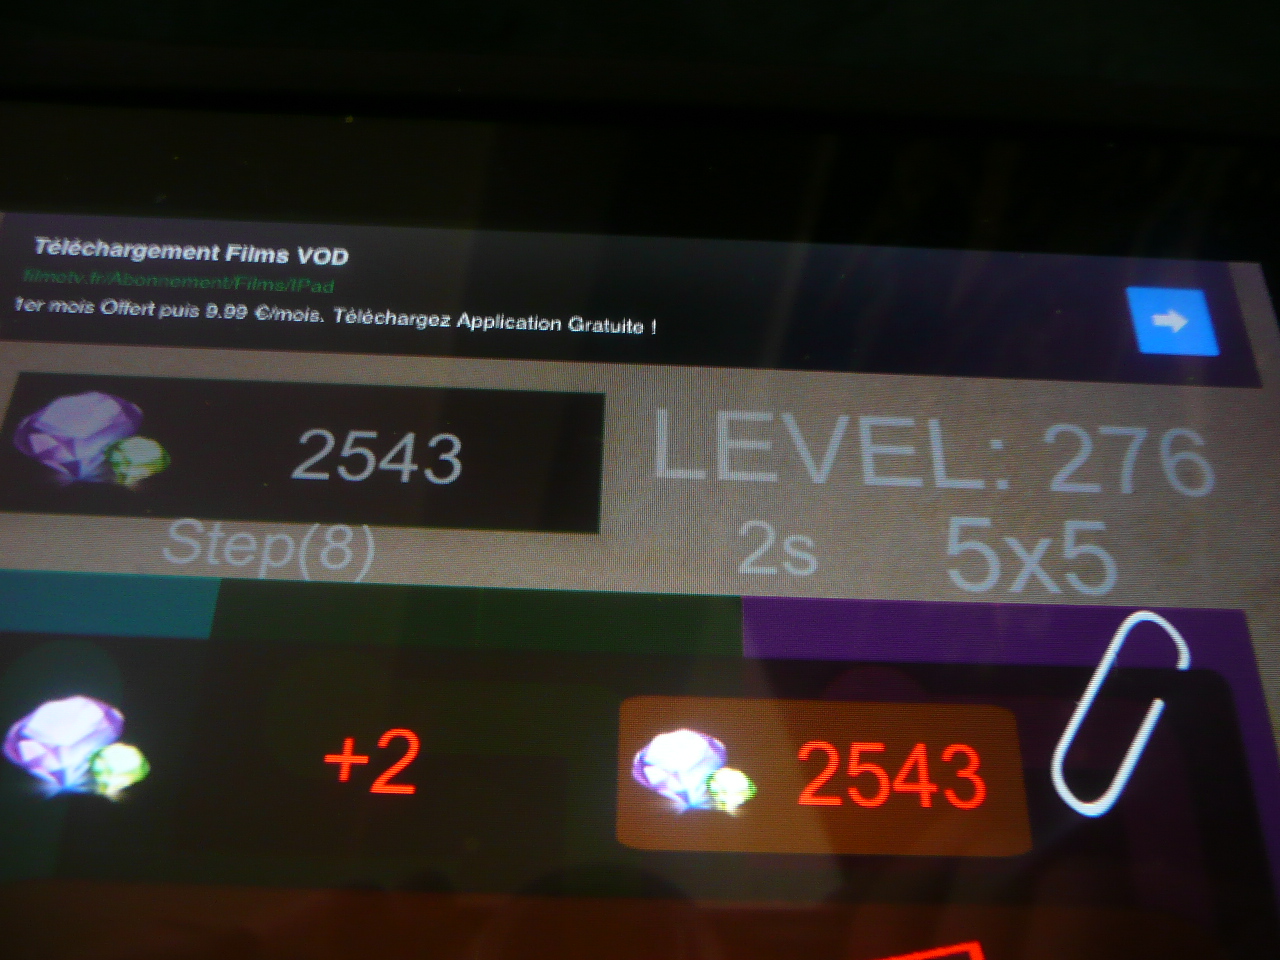 Téléchargement Films VOD
filmotv.fr/Abonnement/Films/IPad
1er mois Offert puis 9.99 €/mois. Téléchargez Application Gratuite !
2543
LEVEL: 276
Step(8)
2s
5x5
+2
2543